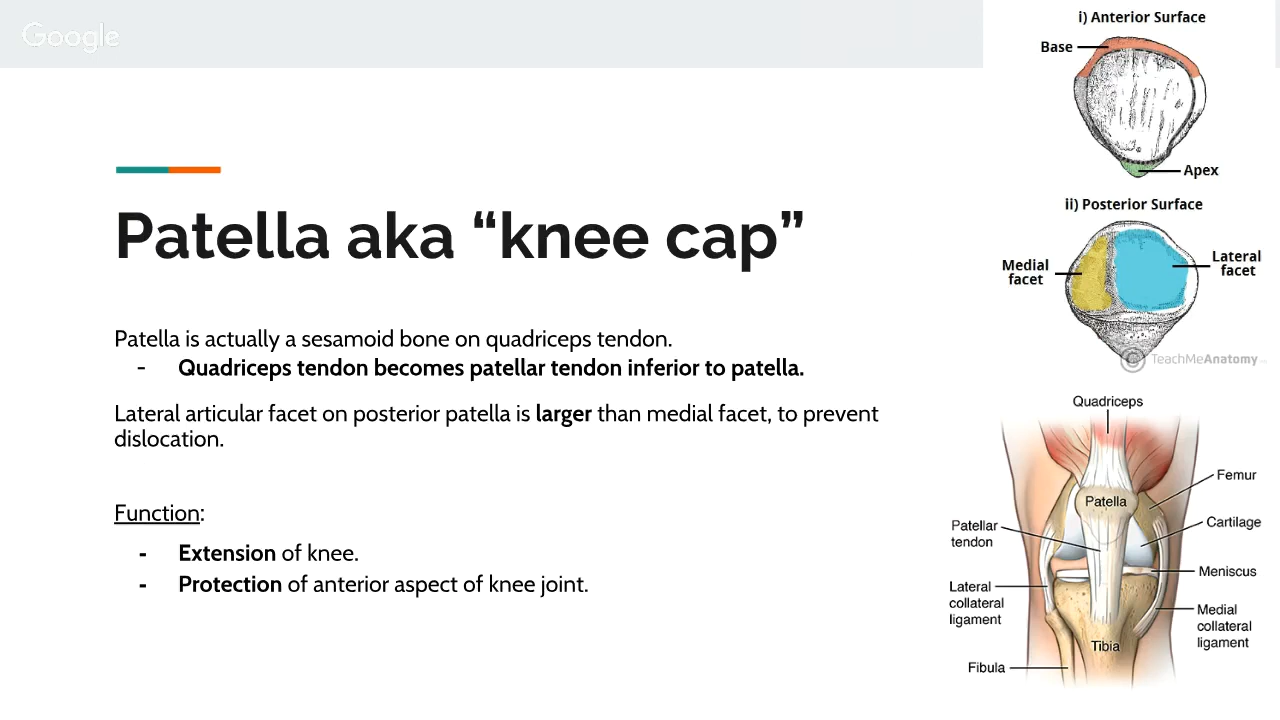 Google
Patella aka “knee cap”
Patella is actually a sesamoid bone on quadriceps tendon.
- Quadriceps tendon becomes patellar tendon inferior to patella.
Lateral articular facet on posterior patella is larger than medial facet, to prevent
dislocation.
Function:
- Extension of knee.
- Protection of anterior aspect of knee joint.
i) Anterior Surface
Base
Apex
ii) Posterior Surface
Medial
facet
Lateral
facet
© TeachMeAnatomy
Quadriceps
Femur
Patella
Cartilage
Patellar
tendon
Meniscus
Lateral
collateral
ligament
Medial
collateral
ligament
Tibia
Fibula